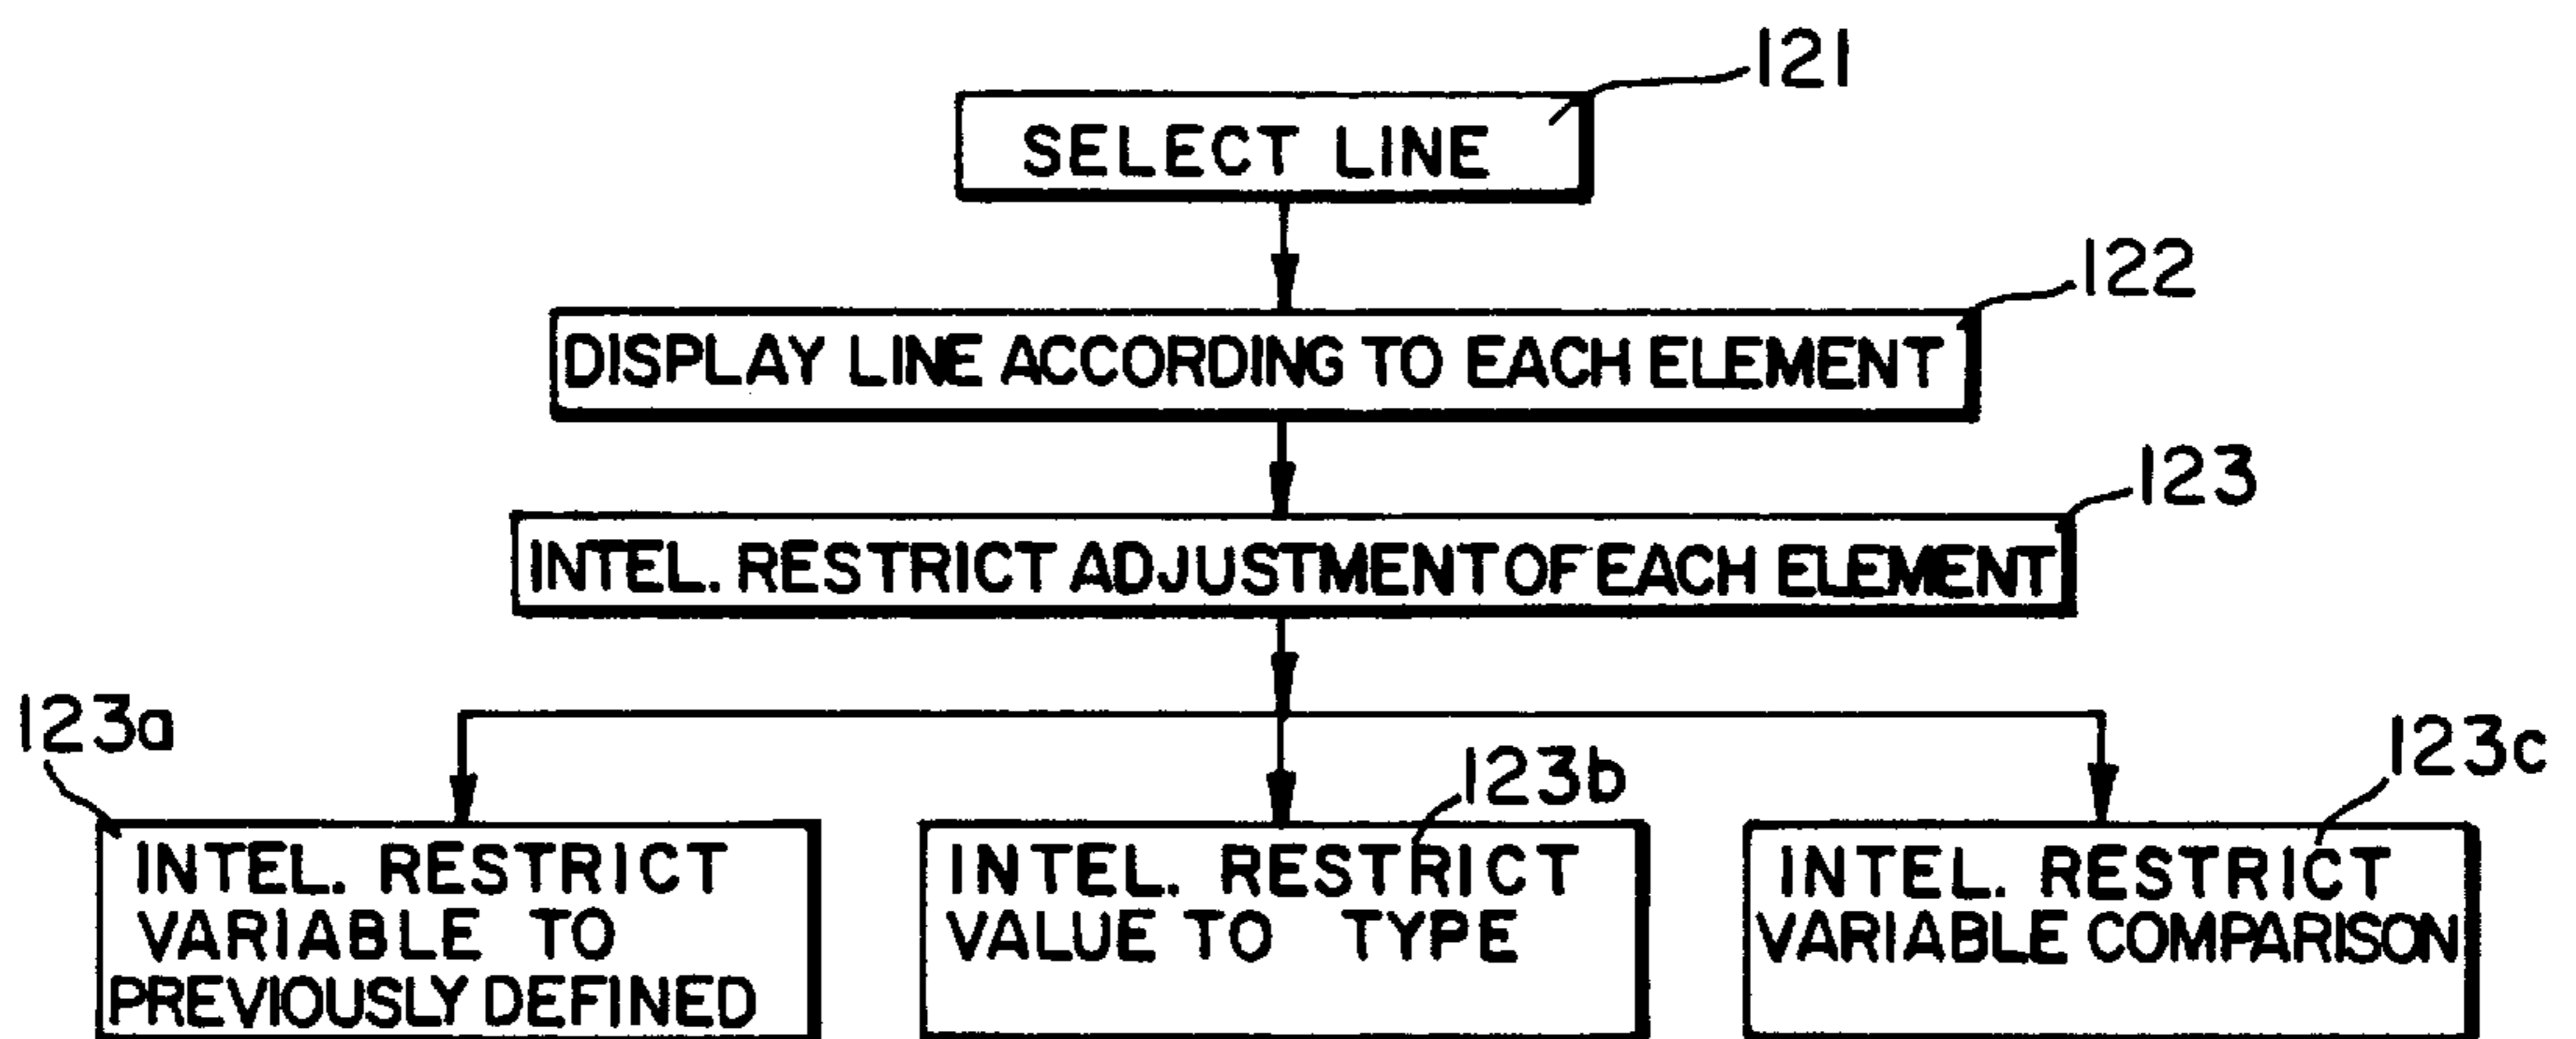 121
SELECT LINE
122
DISPLAY LINE ACCORDING TO EACH ELEMENT
123
INTEL. RESTRICT ADJUSTMENT OF EACH ELEMENT
123a
INTEL. RESTRICT
VARIABLE TO
PREVIOUSLY DEFINED
123b
INTEL. RESTRICT
VALUE TO TYPE
123c
INTEL. RESTRICT
VARIABLE COMPARISON